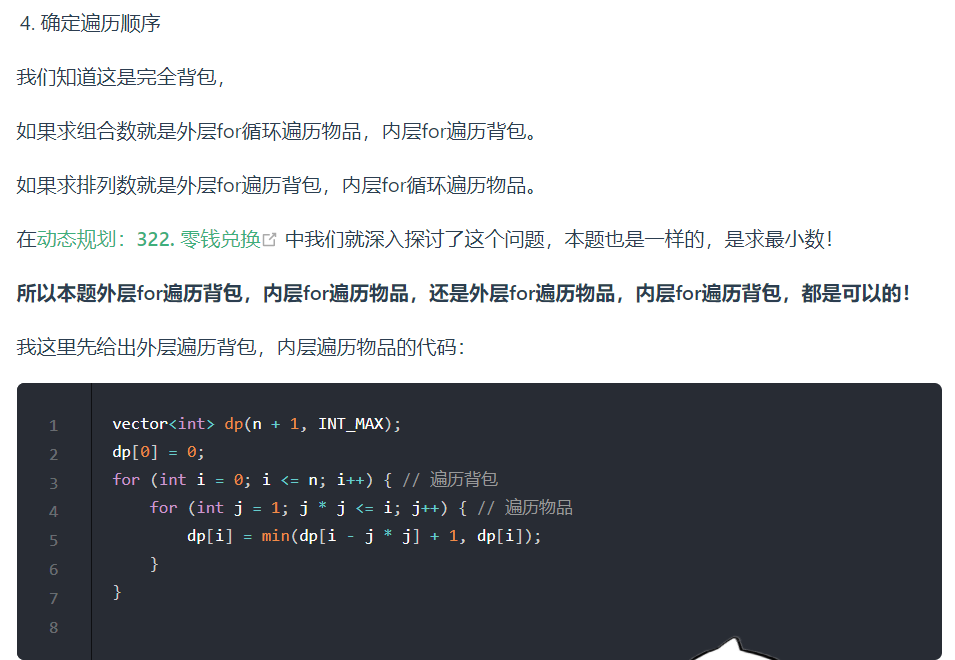 4. 确定遍历顺序
我们知道这是完全背包，
如果求组合数就是外层for循环遍历物品，内层for遍历背包。
如果求排列数就是外层for遍历背包，内层for循环遍历物品。
在动态规划：322. 零钱兑换 中我们就深入探讨了这个问题，本题也是一样的，是求最小数！
所以本题外层for遍历背包，内层for遍历物品，还是外层for遍历物品，内层for遍历背包，都是可以的！
我这里先给出外层遍历背包，内层遍历物品的代码：
1 vector<int> dp(n + 1, INT_MAX);
2 dp[0] = 0;
3 for (int i = 0; i <= n; i++) { // 遍历背包
4     for (int j = 1; j * j <= i; j++) { // 遍历物品
5         dp[i] = min(dp[i - j * j] + 1, dp[i]);
6     }
7 }
8